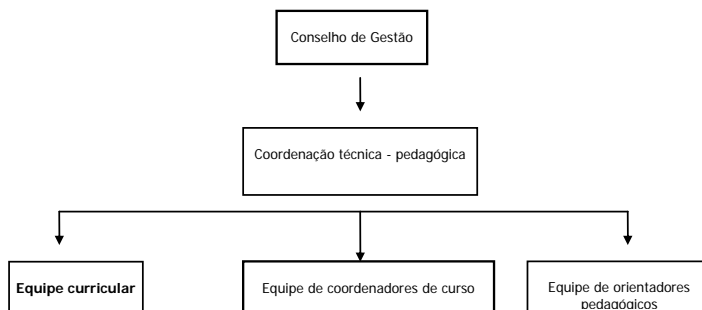 Conselho de Gestão
Coordenação técnica - pedagógica
Equipe curricular
Equipe de coordenadores de curso
Equipe de orientadores
pedagógicos